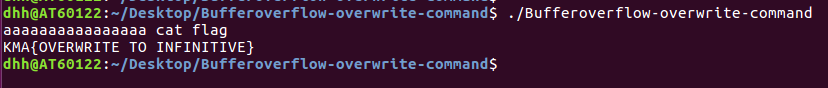 dhh@AT60122:~/Desktop/Bufferoverflow-overwrite-command$ ./Bufferoverflow-overwrite-command
aaaaaaaaaaaaaaaa cat flag
KMA{OVERWRITE TO INFINITIVE}
dhh@AT60122:~/Desktop/Bufferoverflow-overwrite-command$